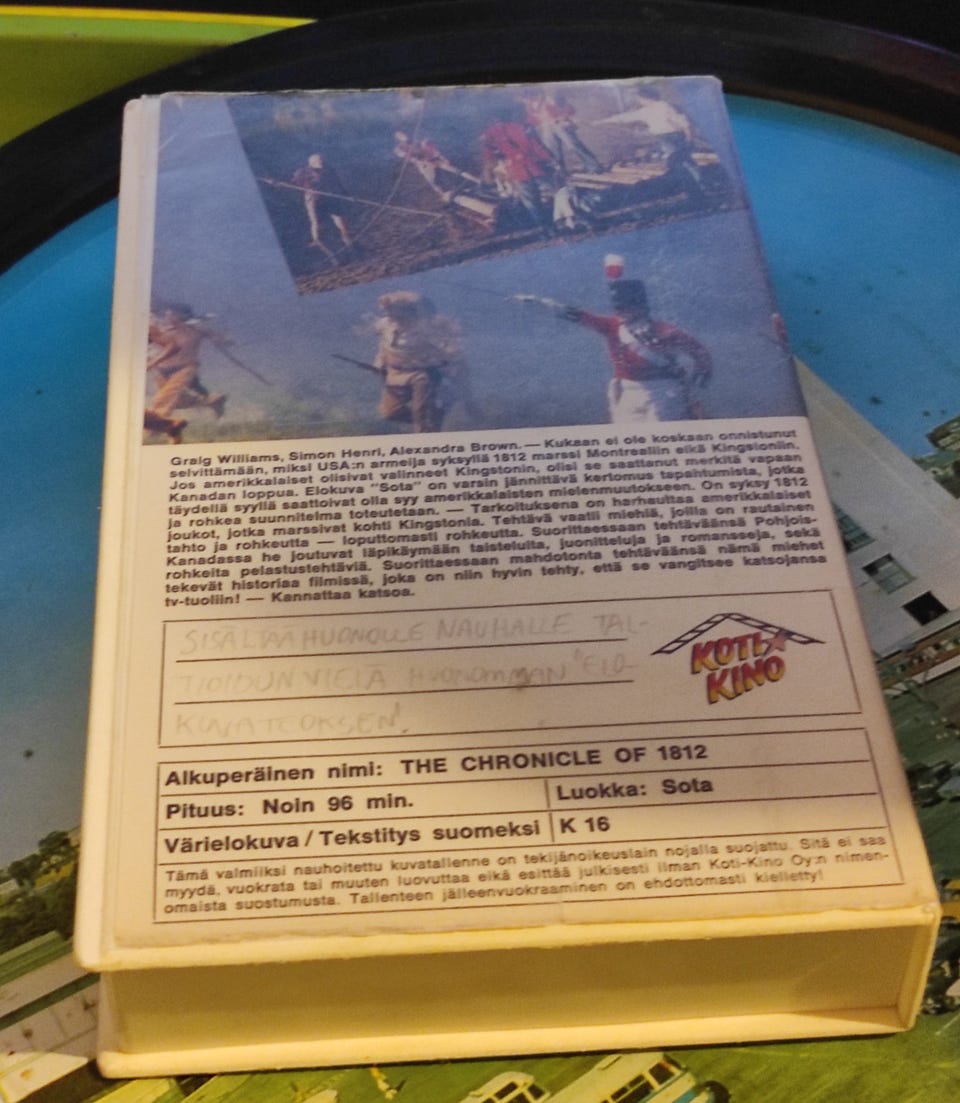 Graig Williams, Simon Henri, Alexandra Brown. — Kukaan ei ole koskaan onnistunut
selvittämään, miksi USA:n armeija syksyllä 1812 marssi Montrealiin eikä Kingstoniin.
Jos amerikkalaiset olisivat valinneet Kingstonin, olisi se saattanut merkitä vapaan
Kanadan loppua. Elokuva "Sota" on varsin jännittävä kertomus tapahtumista, jotka
täydellä syyllä saattoivat olla syy amerikkalaisten mielenmuutokseen. On syksy 1812
ja rohkea suunnitelma toteutetaan. — Tarkoituksena on harhauttaa amerikkalaiset
joukot, jotka marssivat kohti Kingstonia. Tehtävä vaatii miehiä, joilla on rautainen
tahto ja rohkeutta — loputtomasti rohkeutta. Suorittaessaan tehtäväänsä Pohjois-
Kanadassa he joutuvat läpikäymään taisteluita, juonitteluja ja romansseja, sekä
rohkeita pelastustehtäviä. Suorittaessaan mahdotonta tehtäväänsä nämä miehet
tekevät historiaa filmissä, joka on niin hyvin tehty, että se vangitsee katsojansa
tv-tuoliin! — Kannattaa katsoa.
SISÄLTÄÄ HUONOLLE NAUHALLE TAL-
TIOIDUN VIELÄ HUONOMMAN "ELO-
KUVATEOKSEN".
KOTI
KINO
Alkuperäinen nimi: THE CHRONICLE OF 1812
Pituus: Noin 96 min.
Luokka: Sota
Värielokuva / Tekstitys suomeksi
K 16
Tämä valmiiksi nauhoitettu kuvatallenne on tekijänoikeuslain nojalla suojattu. Sitä ei saa
myydä, vuokrata tai muuten luovuttaa eikä esittää julkisesti ilman Koti-Kino Oy:n nimen-
omaista suostumusta. Tallenteen jälleenvuokraaminen on ehdottomasti kielletty!